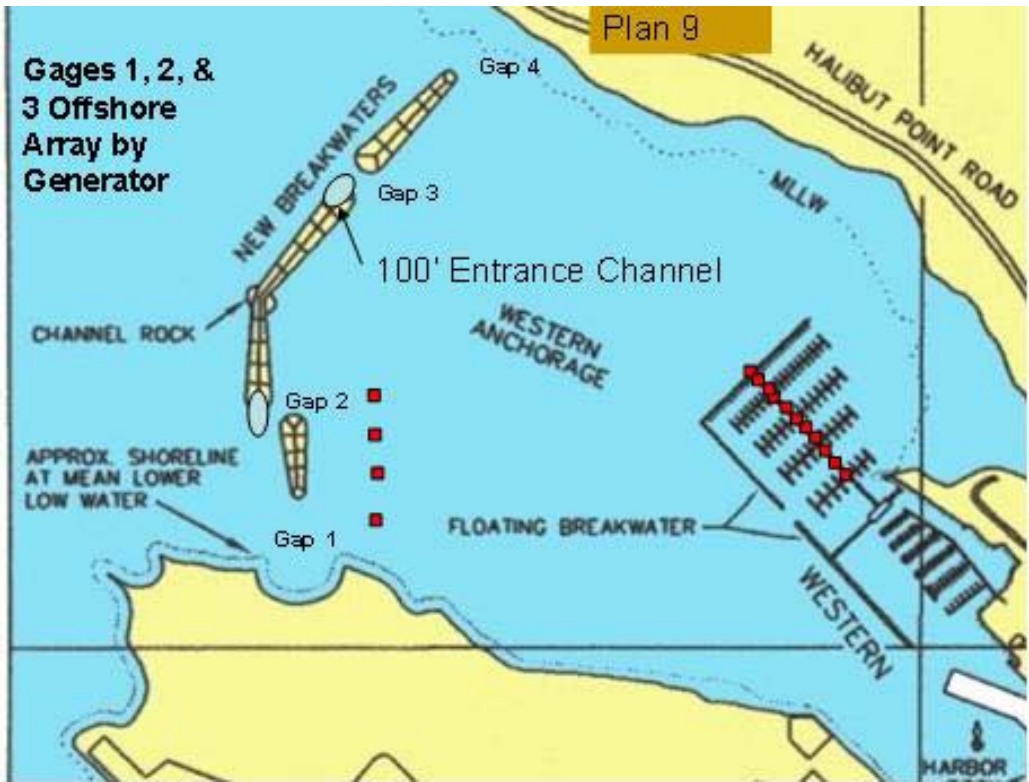 Plan 9
Gages 1, 2, &
3 Offshore
Array by
Generator
Gap 4
HALIBUT POINT ROAD
NEW BREAKWATERS
Gap 3
MLLW
100' Entrance Channel
CHANNEL ROCK
WESTERN
ANCHORAGE
Gap 2
APPROX. SHORELINE
AT MEAN LOWER
LOW WATER
Gap 1
FLOATING BREAKWATER
WESTERN
HARBOR